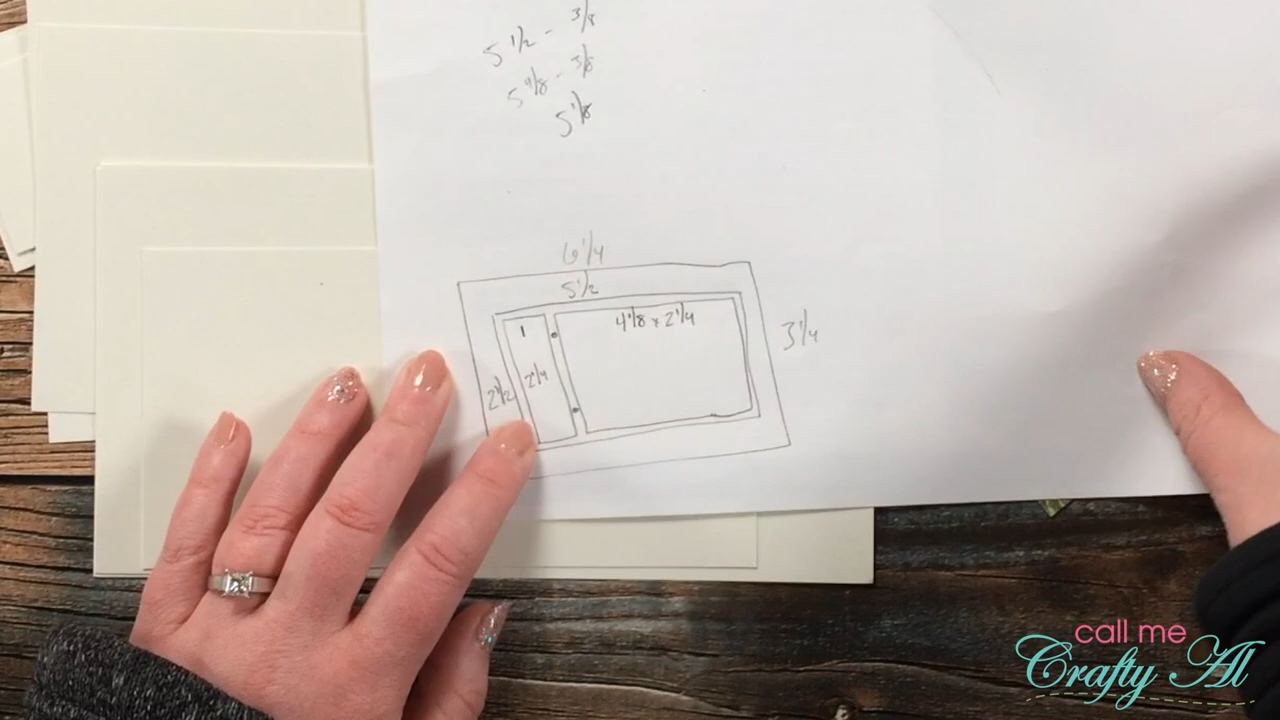 5 1/2 - 3/8
5 4/8 - 3/8
5 1/8
6 1/4
5 1/2
1
4 1/8 x 2 1/4
3 1/4
2 1/2
2 1/4
call me
Crafty Al